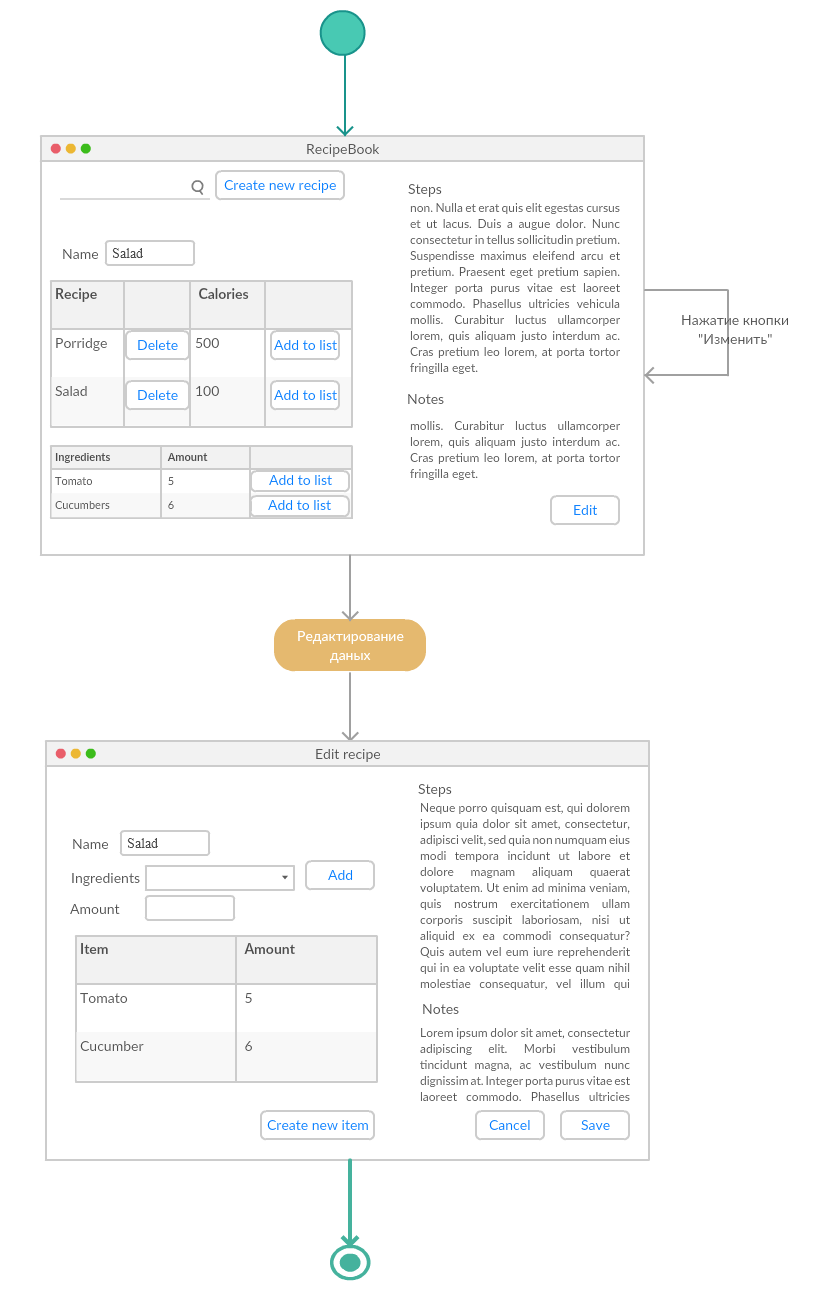 RecipeBook
Create new recipe
Name Salad
Recipe Calories
Porridge Delete 500 Add to list
Salad Delete 100 Add to list
Ingredients Amount
Tomato 5 Add to list
Cucumbers 6 Add to list
Steps
non. Nulla et erat quis elit egestas cursus
et ut lacus. Duis a augue dolor. Nunc
consectetur in tellus sollicitudin pretium.
Suspendisse maximus eleifend arcu et
pretium. Praesent eget pretium sapien.
Integer porta purus vitae est laoreet
commodo. Phasellus ultricies vehicula
mollis. Curabitur luctus ullamcorper
lorem, quis aliquam justo interdum ac.
Cras pretium leo lorem, at porta tortor
fringilla eget.
Notes
mollis. Curabitur luctus ullamcorper
lorem, quis aliquam justo interdum ac.
Cras pretium leo lorem, at porta tortor
fringilla eget.
Edit
Нажатие кнопки
"Изменить"
Редактирование
даных
Edit recipe
Name Salad
Ingredients Add
Amount
Item Amount
Tomato 5
Cucumber 6
Create new item
Steps
Neque porro quisquam est, qui dolorem
ipsum quia dolor sit amet, consectetur,
adipisci velit, sed quia non numquam eius
modi tempora incidunt ut labore et
dolore magnam aliquam quaerat
voluptatem. Ut enim ad minima veniam,
quis nostrum exercitationem ullam
corporis suscipit laboriosam, nisi ut
aliquid ex ea commodi consequatur?
Quis autem vel eum iure reprehenderit
qui in ea voluptate velit esse quam nihil
molestiae consequatur, vel illum qui
Notes
Lorem ipsum dolor sit amet, consectetur
adipiscing elit. Morbi vestibulum
tincidunt magna, ac vestibulum nunc
dignissim at. Integer porta purus vitae est
laoreet commodo. Phasellus ultricies
Cancel Save